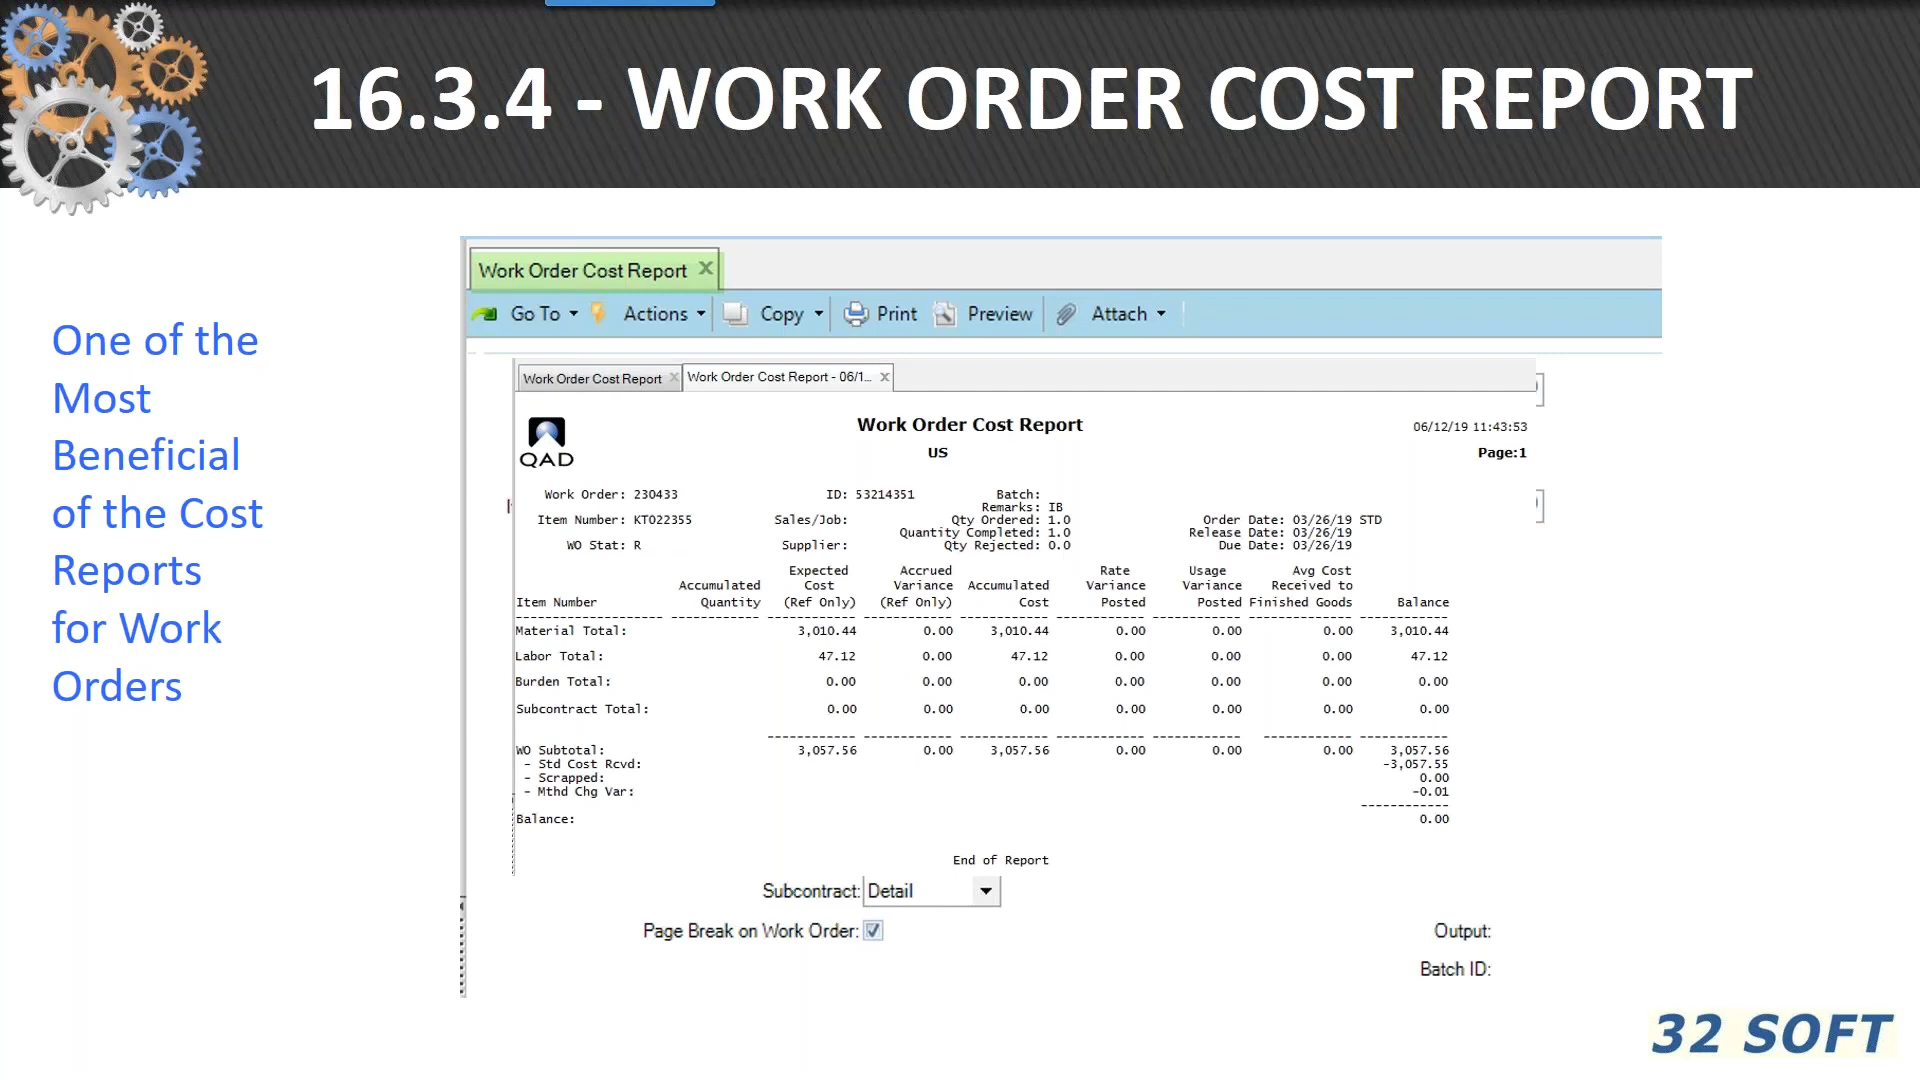 16.3.4 - WORK ORDER COST REPORT
One of the
Most
Beneficial
of the Cost
Reports
for Work
Orders
Work Order Cost Report
Go To Actions Copy Print Preview Attach
Work Order Cost Report Work Order Cost Report - 06/1...
QAD
Work Order Cost Report 06/12/19 11:43:53
US Page:1
Work Order: 230433 ID: 53214351 Batch:
Remarks: IB
Item Number: KT022355 Sales/Job: Qty Ordered: 1.0 Order Date: 03/26/19 STD
Quantity Completed: 1.0 Release Date: 03/26/19
WO Stat: R Supplier: Qty Rejected: 0.0 Due Date: 03/26/19
Expected Accrued Rate Usage Avg Cost
Accumulated Cost Variance Accumulated Variance Variance Received to
Item Number Quantity (Ref Only) (Ref Only) Cost Posted Posted Finished Goods Balance
Material Total: 3,010.44 0.00 3,010.44 0.00 0.00 0.00 3,010.44
Labor Total: 47.12 0.00 47.12 0.00 0.00 0.00 47.12
Burden Total: 0.00 0.00 0.00 0.00 0.00 0.00 0.00
Subcontract Total: 0.00 0.00 0.00 0.00 0.00 0.00 0.00
WO Subtotal: 3,057.56 0.00 3,057.56 0.00 0.00 0.00 3,057.56
- Std Cost Rcvd: -3,057.55
- Scrapped: 0.00
- Mthd Chg Var: -0.01
Balance: 0.00
End of Report
Subcontract: Detail
Page Break on Work Order: Output:
Batch ID:
32 SOFT